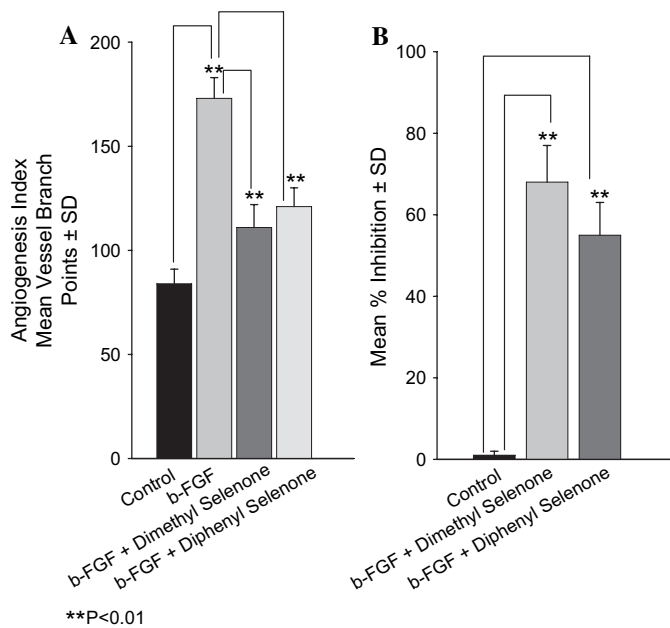 A
Angiogenesis Index
Mean Vessel Branch
Points ± SD
200
150
100
50
0
**
**
**
Control
b-FGF
b-FGF + Dimethyl Selenone
b-FGF + Diphenyl Selenone
**P<0.01
B
Mean % Inhibition ± SD
100
80
60
40
20
0
**
**
Control
b-FGF + Dimethyl Selenone
b-FGF + Diphenyl Selenone